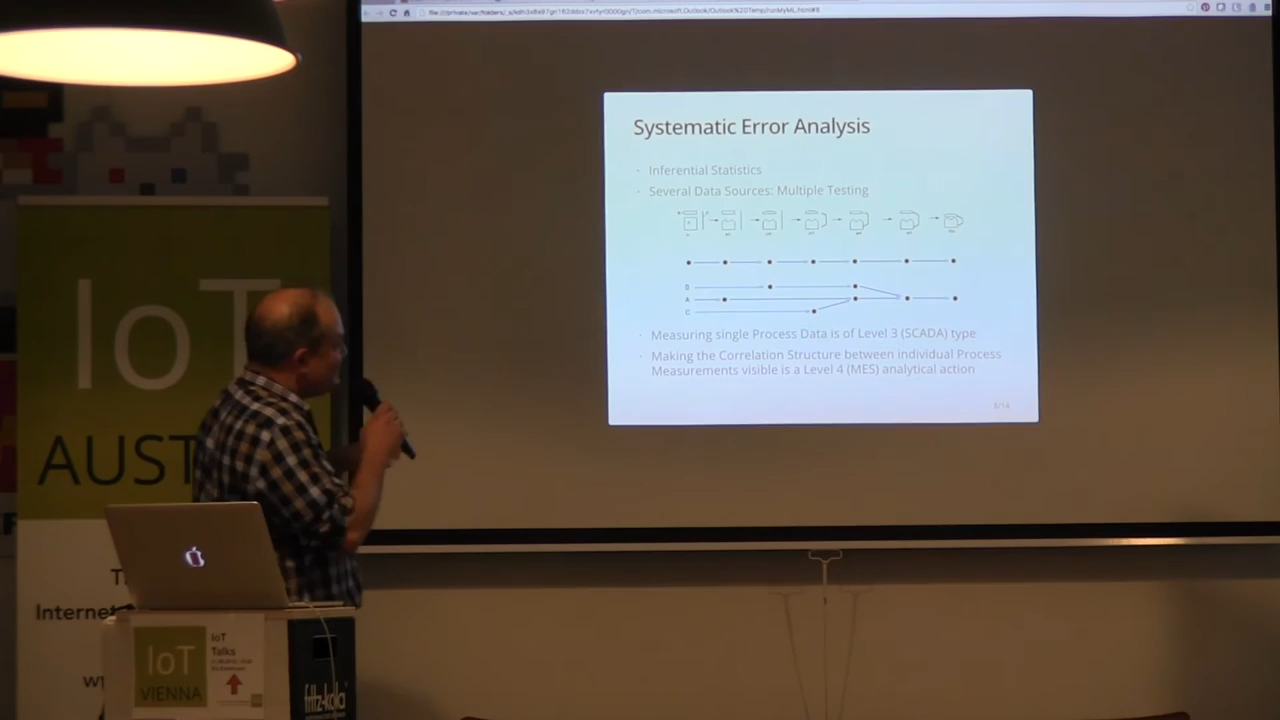 Systematic Error Analysis
· Inferential Statistics
· Several Data Sources: Multiple Testing
B
A
C
· Measuring single Process Data is of Level 3 (SCADA) type
· Making the Correlation Structure between individual Process
Measurements visible is a Level 4 (MES) analytical action
IoT
AUST
Internet
IoT
VIENNA
IoT
Talks
fritz-kola